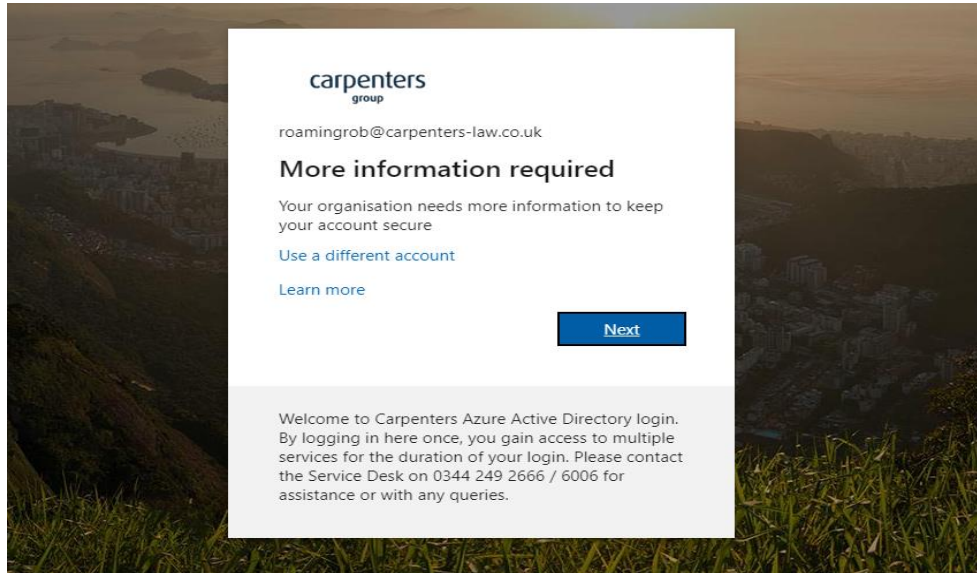 carpenters
group
roamingrob@carpenters-law.co.uk
More information required
Your organisation needs more information to keep
your account secure
Use a different account
Learn more
Next
Welcome to Carpenters Azure Active Directory login.
By logging in here once, you gain access to multiple
services for the duration of your login. Please contact
the Service Desk on 0344 249 2666 / 6006 for
assistance or with any queries.